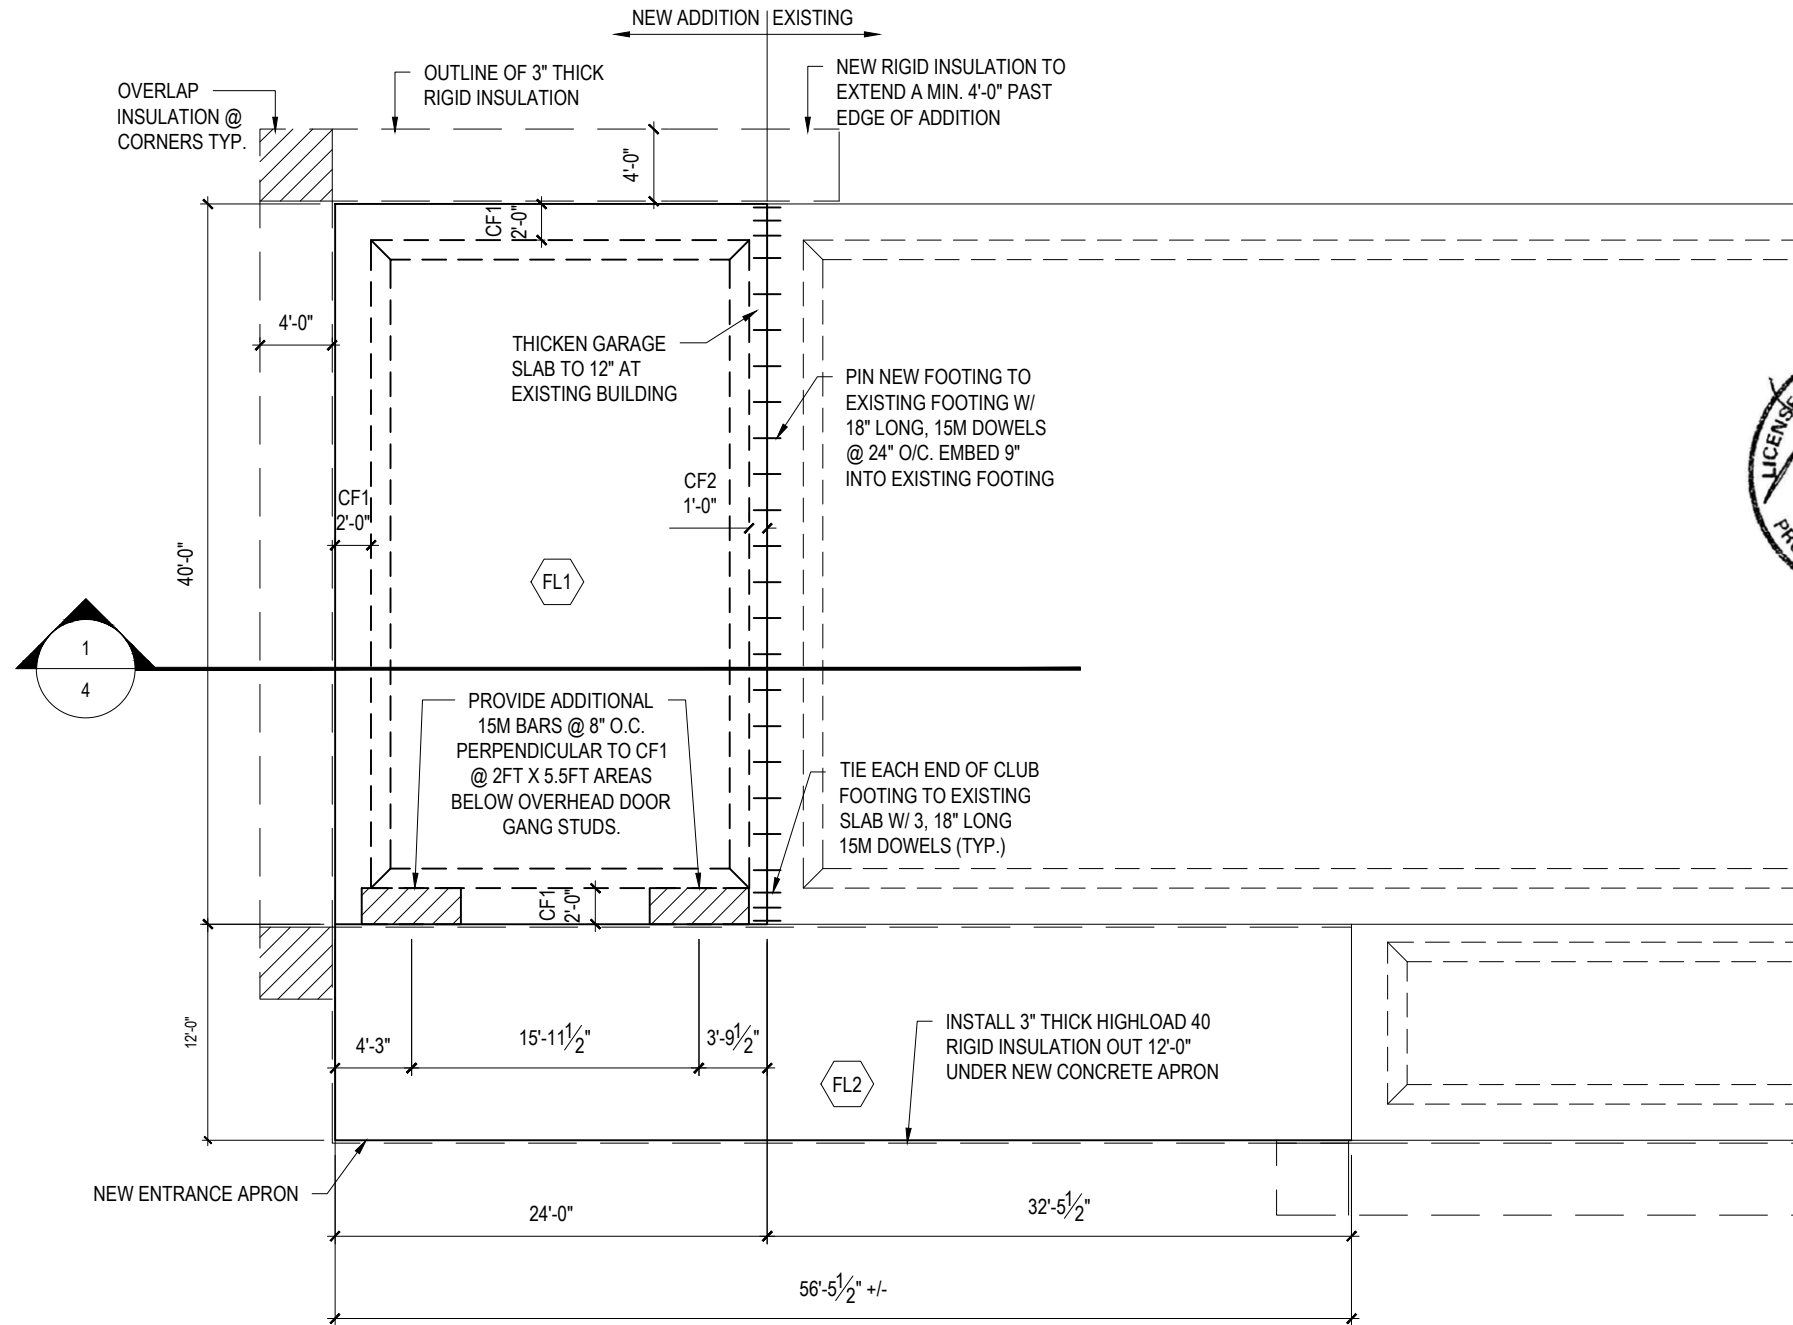 NEW ADDITION
EXISTING
OVERLAP
INSULATION @
CORNERS TYP.
OUTLINE OF 3" THICK
RIGID INSULATION
NEW RIGID INSULATION TO
EXTEND A MIN. 4'-0" PAST
EDGE OF ADDITION
4'-0"
CF1
2'-0"
4'-0"
THICKEN GARAGE
SLAB TO 12" AT
EXISTING BUILDING
PIN NEW FOOTING TO
EXISTING FOOTING W/
18" LONG, 15M DOWELS
@ 24" O/C. EMBED 9"
INTO EXISTING FOOTING
LICENSE
CF1
2'-0"
CF2
1'-0"
40'-0"
FL1
1
4
PROVIDE ADDITIONAL
15M BARS @ 8" O.C.
PERPENDICULAR TO CF1
@ 2FT X 5.5FT AREAS
BELOW OVERHEAD DOOR
GANG STUDS.
TIE EACH END OF CLUB
FOOTING TO EXISTING
SLAB W/ 3, 18" LONG
15M DOWELS (TYP.)
CF1
2'-0"
12'-0"
4'-3"
15'-11½"
3'-9½"
FL2
INSTALL 3" THICK HIGHLOAD 40
RIGID INSULATION OUT 12'-0"
UNDER NEW CONCRETE APRON
NEW ENTRANCE APRON
24'-0"
32'-5½"
56'-5½" +/-